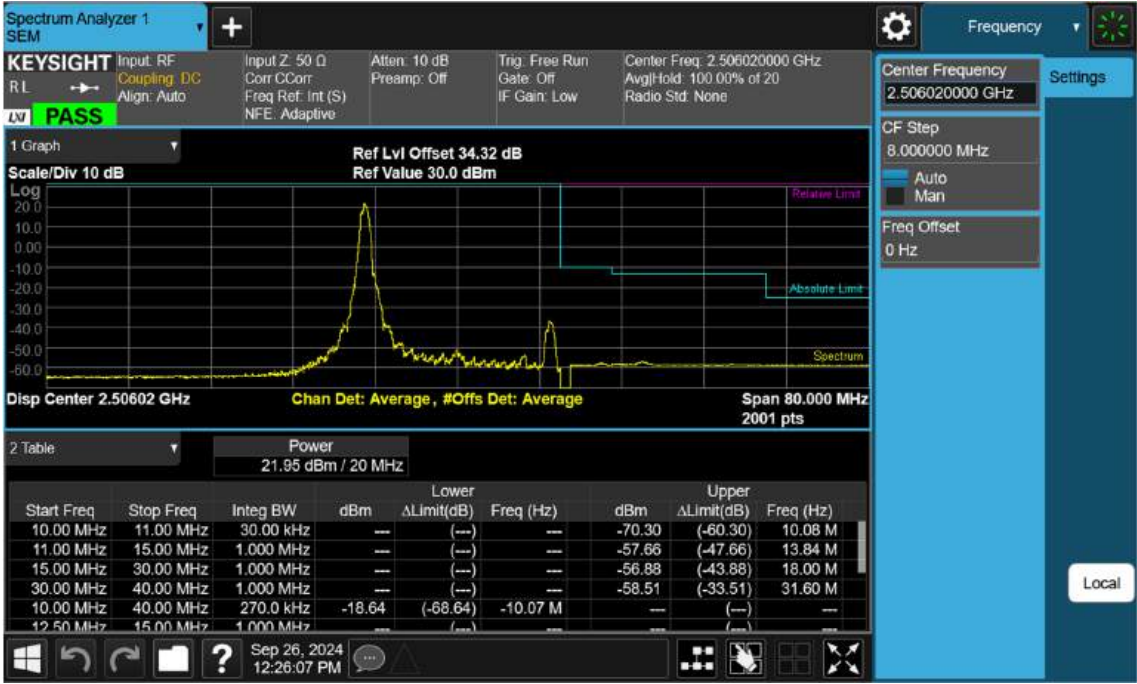 Spectrum Analyzer 1
SEM
Frequency
KEYSIGHT
R L
LXI
PASS
Input: RF
Coupling: DC
Align: Auto
Input Z: 50 Ω
Corr CCorr
Freq Ref: Int (S)
NFE: Adaptive
Atten: 10 dB
Preamp: Off
Trig: Free Run
Gate: Off
IF Gain: Low
Center Freq: 2.506020000 GHz
Avg|Hold: 100.00% of 20
Radio Std: None
Center Frequency
2.506020000 GHz
Settings
CF Step
8.000000 MHz
Auto
Man
Freq Offset
0 Hz
Local
1 Graph
Scale/Div 10 dB
Ref Lvl Offset 34.32 dB
Ref Value 30.0 dBm
Log
20.0
10.0
0.00
-10.0
-20.0
-30.0
-40.0
-50.0
-60.0
Relative Limit
Absolute Limit
Spectrum
Disp Center 2.50602 GHz
Chan Det: Average, #Offs Det: Average
Span 80.000 MHz
2001 pts
2 Table
Power
21.95 dBm / 20 MHz
Lower Upper
Start Freq Stop Freq Integ BW dBm ΔLimit(dB) Freq (Hz) dBm ΔLimit(dB) Freq (Hz)
10.00 MHz 11.00 MHz 30.00 kHz --- (---) --- -70.30 (-60.30) 10.08 M
11.00 MHz 15.00 MHz 1.000 MHz --- (---) --- -57.66 (-47.66) 13.84 M
15.00 MHz 30.00 MHz 1.000 MHz --- (---) --- -56.88 (-43.88) 18.00 M
30.00 MHz 40.00 MHz 1.000 MHz --- (---) --- -58.51 (-33.51) 31.60 M
10.00 MHz 40.00 MHz 270.0 kHz -18.64 (-68.64) -10.07 M --- (---) ---
12.50 MHz 15.00 MHz 1.000 MHz --- (---) --- --- (---) ---
?
Sep 26, 2024
12:26:07 PM